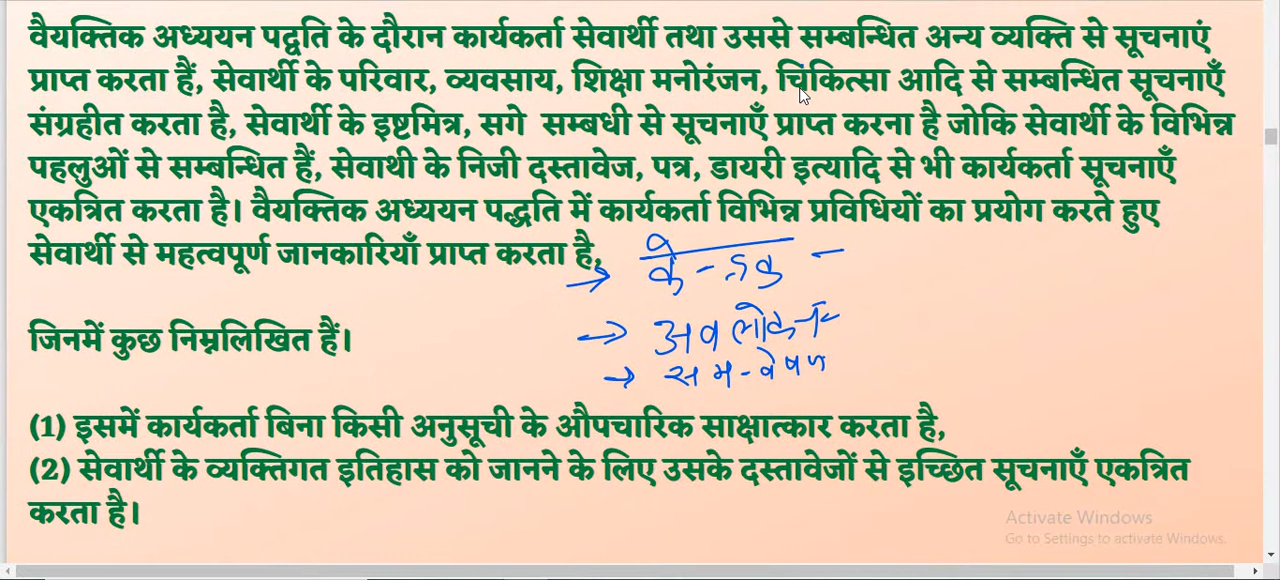 वैयक्तिक अध्ययन पद्वति के दौरान कार्यकर्ता सेवार्थी तथा उससे सम्बन्धित अन्य व्यक्ति से सूचनाएं
प्राप्त करता हैं, सेवार्थी के परिवार, व्यवसाय, शिक्षा मनोरंजन, चिकित्सा आदि से सम्बन्धित सूचनाएँ
संग्रहीत करता है, सेवार्थी के इष्टमित्र, सगे सम्बधी से सूचनाएँ प्राप्त करना है जोकि सेवार्थी के विभिन्न
पहलुओं से सम्बन्धित हैं, सेवाथी के निजी दस्तावेज, पत्र, डायरी इत्यादि से भी कार्यकर्ता सूचनाएँ
एकत्रित करता है। वैयक्तिक अध्ययन पद्धति में कार्यकर्ता विभिन्न प्रविधियों का प्रयोग करते हुए
सेवार्थी से महत्वपूर्ण जानकारियाँ प्राप्त करता है,
अवलोकन
जिनमें कुछ निम्नलिखित हैं।
(1) इसमें कार्यकर्ता बिना किसी अनुसूची के औपचारिक साक्षात्कार करता है,
(2) सेवार्थी के व्यक्तिगत इतिहास को जानने के लिए उसके दस्तावेजों से इच्छित सूचनाएँ एकत्रित
करता है।
Activate Windows
Go to Settings to activate Windows.